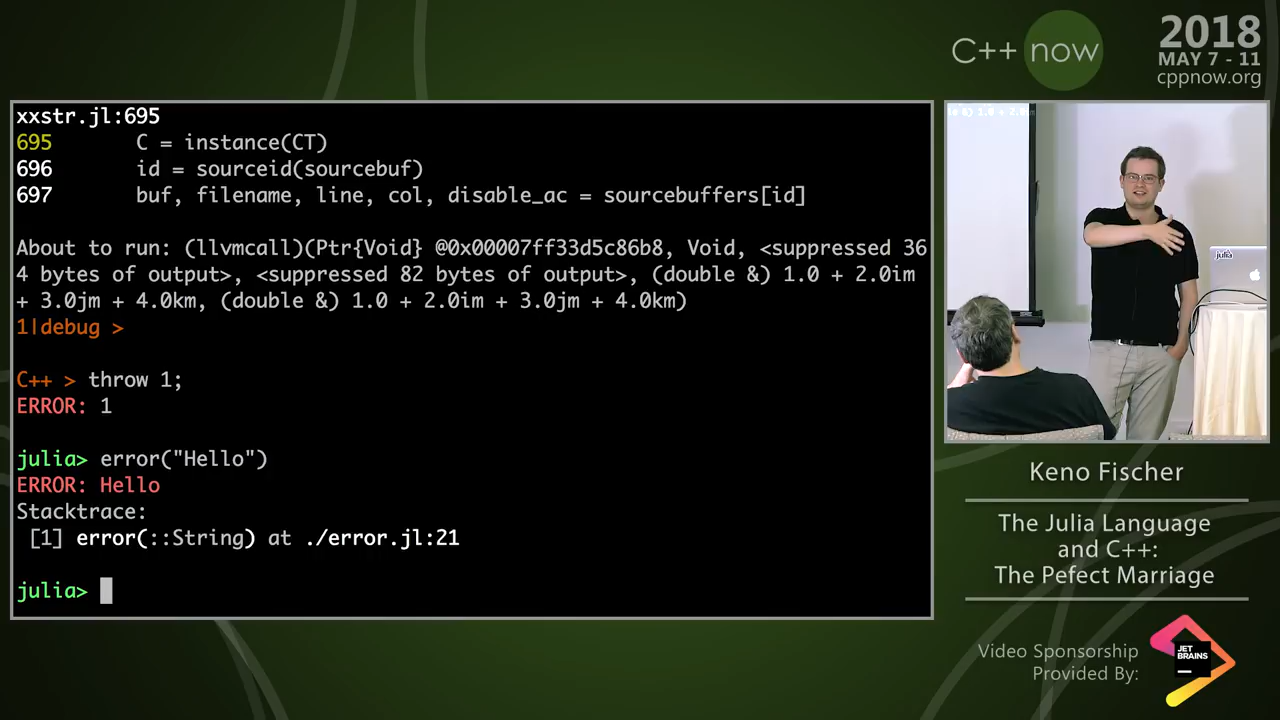 C++ now
2018
MAY 7 - 11
cppnow.org
xxstr.jl:695
695       C = instance(CT)
696       id = sourceid(sourcebuf)
697       buf, filename, line, col, disable_ac = sourcebuffers[id]
About to run: (llvmcall)(Ptr{Void} @0x00007ff33d5c86b8, Void, <suppressed 36
4 bytes of output>, <suppressed 82 bytes of output>, (double &) 1.0 + 2.0im
+ 3.0jm + 4.0km, (double &) 1.0 + 2.0im + 3.0jm + 4.0km)
1|debug >
C++ > throw 1;
ERROR: 1
julia> error("Hello")
ERROR: Hello
Stacktrace:
[1] error(::String) at ./error.jl:21
julia>
julia
Keno Fischer
The Julia Language
and C++:
The Pefect Marriage
Video Sponsorship
Provided By:
JET
BRAINS